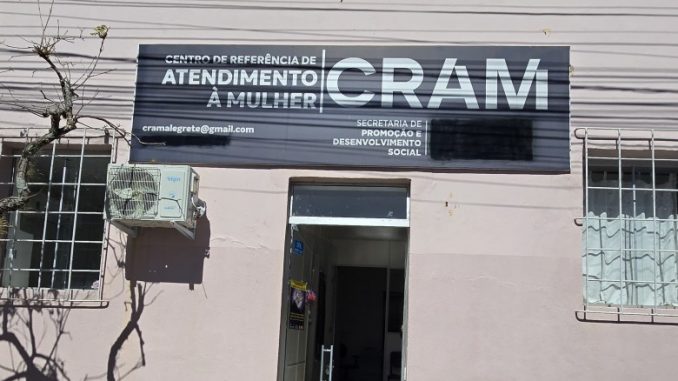 CENTRO DE REFERÊNCIA DE
ATENDIMENTO
À MULHER
CRAM
cramalegrete@gmail.com
SECRETARIA DE
PROMOÇÃO E
DESENVOLVIMENTO
SOCIAL